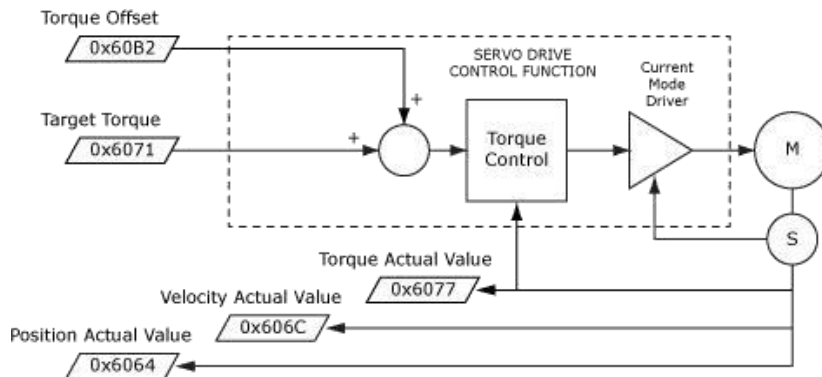 Torque Offset
0x60B2
SERVO DRIVE
CONTROL FUNCTION
Current
Mode
Driver
+
Target Torque
+
0x6071
Torque
Control
M
S
Torque Actual Value
0x6077
Velocity Actual Value
0x606C
Position Actual Value
0x6064